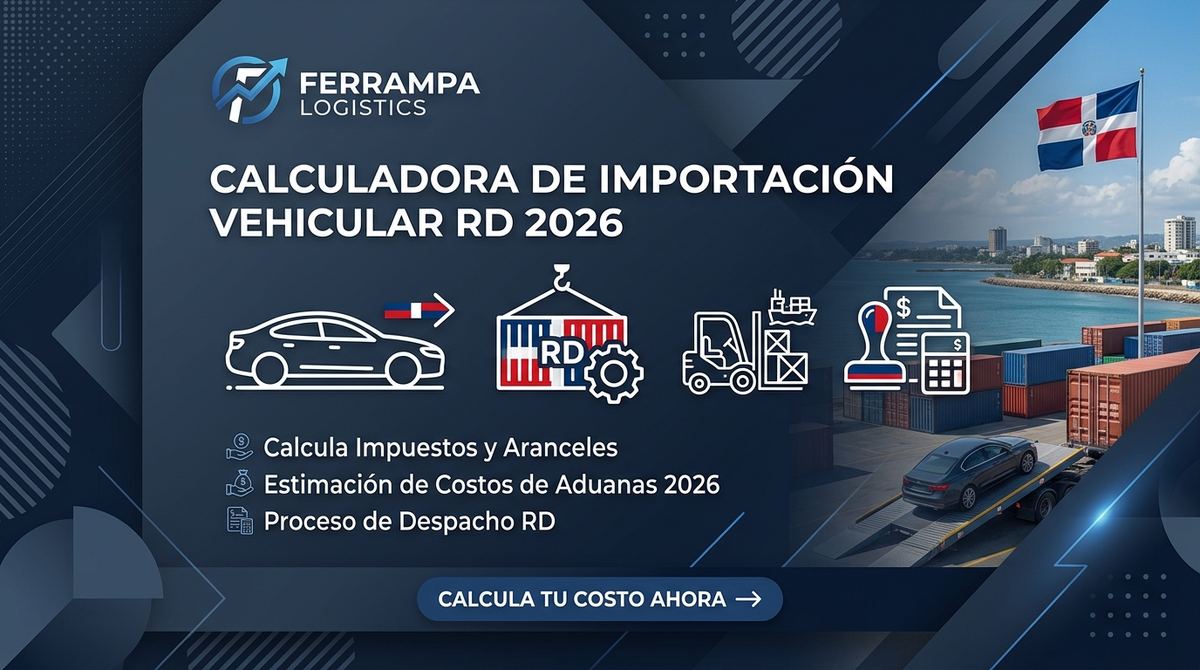 FERRAMPA
LOGISTICS
CALCULADORA DE IMPORTACIÓN
VEHICULAR RD 2026
RD
$
$
Calcula Impuestos y Aranceles
Estimación de Costos de Aduanas 2026
Proceso de Despacho RD
CALCULA TU COSTO AHORA →